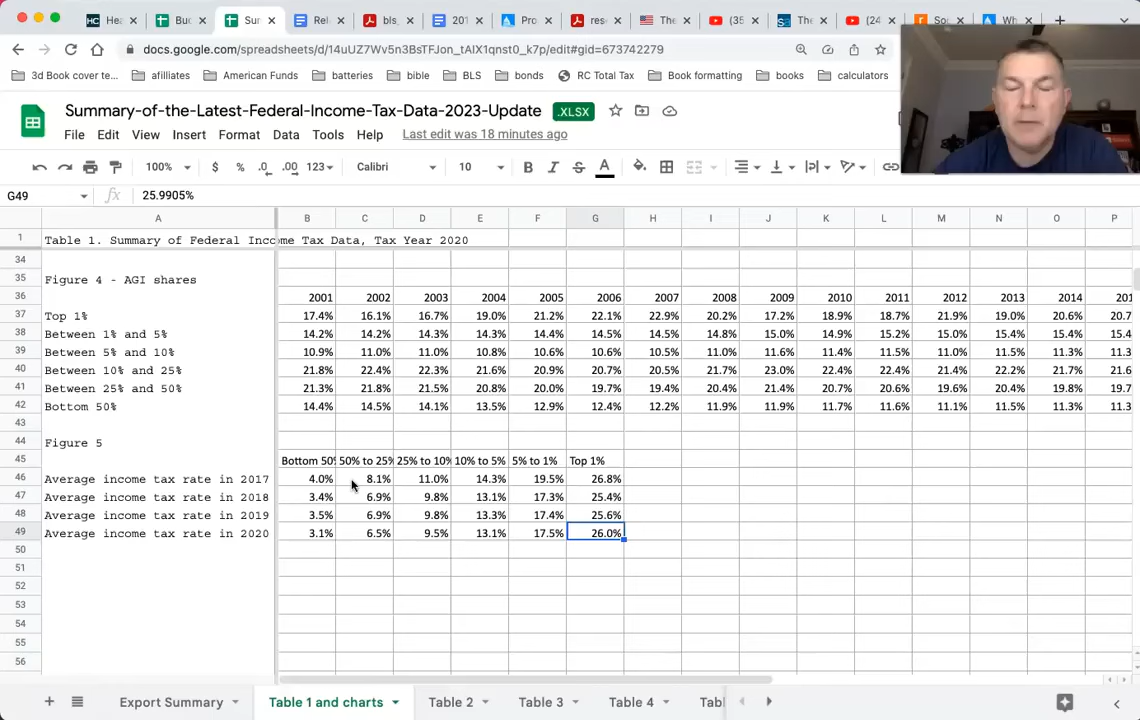 Hea Buc Sur Rel bls_ 201 Pro rese The (35 The (24 Soc Wh
docs.google.com/spreadsheets/d/14uUZ7Wv5n3BsTFJon_tAIX1qnst0_k7p/edit#gid=673742279
3d Book cover te... afilliates American Funds batteries bible BLS bonds RC Total Tax Book formatting books calculators
Summary-of-the-Latest-Federal-Income-Tax-Data-2023-Update .XLSX
File Edit View Insert Format Data Tools Help Last edit was 18 minutes ago
100% $ % .0 .00 123 Calibri 10 B I S A
G49 fx 25.9905%
A B C D E F G H I J K L M N O P
1 Table 1. Summary of Federal Income Tax Data, Tax Year 2020
34
35 Figure 4 - AGI shares
36 2001 2002 2003 2004 2005 2006 2007 2008 2009 2010 2011 2012 2013 2014 201
37 Top 1% 17.4% 16.1% 16.7% 19.0% 21.2% 22.1% 22.9% 20.2% 17.2% 18.9% 18.7% 21.9% 19.0% 20.6% 20.7
38 Between 1% and 5% 14.2% 14.2% 14.3% 14.3% 14.4% 14.5% 14.5% 14.8% 15.0% 14.9% 15.2% 15.0% 15.4% 15.4% 15.4
39 Between 5% and 10% 10.9% 11.0% 11.0% 10.8% 10.6% 10.6% 10.5% 11.0% 11.6% 11.4% 11.5% 11.0% 11.5% 11.3% 11.3
40 Between 10% and 25% 21.8% 22.4% 22.3% 21.6% 20.9% 20.7% 20.5% 21.7% 23.0% 22.4% 22.4% 21.4% 22.2% 21.7% 21.6
41 Between 25% and 50% 21.3% 21.8% 21.5% 20.8% 20.0% 19.7% 19.4% 20.4% 21.4% 20.7% 20.6% 19.6% 20.4% 19.8% 19.7
42 Bottom 50% 14.4% 14.5% 14.1% 13.5% 12.9% 12.4% 12.2% 11.9% 11.9% 11.7% 11.6% 11.1% 11.5% 11.3% 11.3
43
44 Figure 5
45 Bottom 50% 50% to 25% 25% to 10% 10% to 5% 5% to 1% Top 1%
46 Average income tax rate in 2017 4.0% 8.1% 11.0% 14.3% 19.5% 26.8%
47 Average income tax rate in 2018 3.4% 6.9% 9.8% 13.1% 17.3% 25.4%
48 Average income tax rate in 2019 3.5% 6.9% 9.8% 13.3% 17.4% 25.6%
49 Average income tax rate in 2020 3.1% 6.5% 9.5% 13.1% 17.5% 26.0%
50
51
52
53
54
55
56
Export Summary Table 1 and charts Table 2 Table 3 Table 4 Tabl